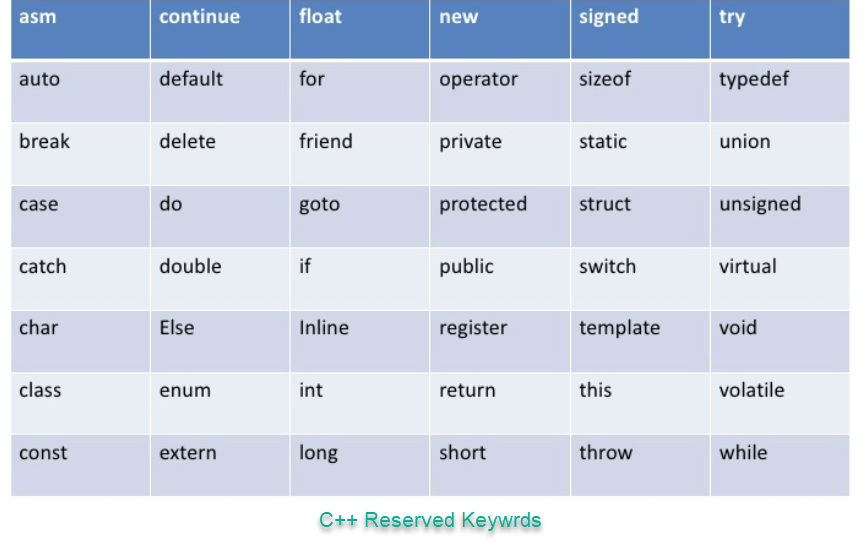 asm continue float new signed try
auto default for operator sizeof typedef
break delete friend private static union
case do goto protected struct unsigned
catch double if public switch virtual
char Else Inline register template void
class enum int return this volatile
const extern long short throw while
C++ Reserved Keywrds